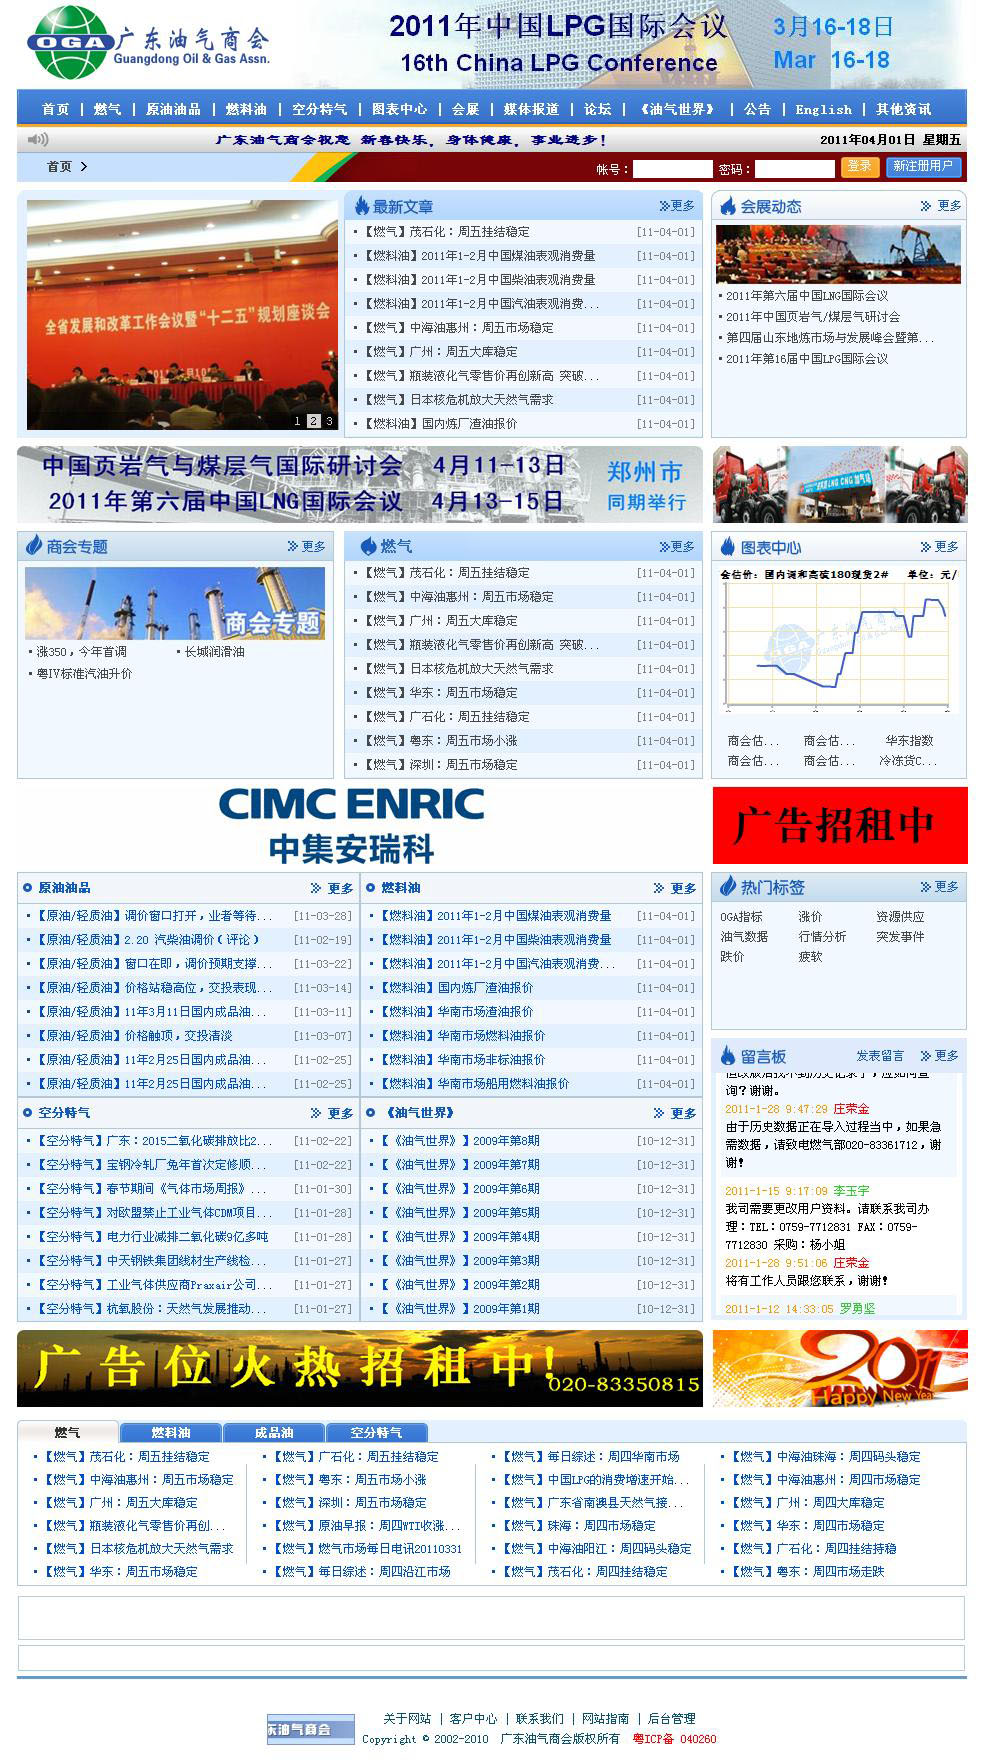 OGA 广东油气商会
Guangdong Oil & Gas Assn.
2011年中国LPG国际会议 3月16-18日
16th China LPG Conference Mar 16-18
首页 | 燃气 | 原油油品 | 燃料油 | 空分特气 | 图表中心 | 会展 | 媒体报道 | 论坛 | 《油气世界》 | 公告 | English | 其他资讯
广东油气商会祝您 新春快乐，身体健康，事业进步！ 2011年04月01日 星期五
首页 帐号： 密码： 登录 新注册用户
全省发展和改革工作会议暨“十二五”规划座谈会
1 2 3
最新文章 更多
【燃气】茂石化：周五挂结稳定 [11-04-01]
【燃料油】2011年1-2月中国煤油表观消费量 [11-04-01]
【燃料油】2011年1-2月中国柴油表观消费量 [11-04-01]
【燃料油】2011年1-2月中国汽油表观消费... [11-04-01]
【燃气】中海油惠州：周五市场稳定 [11-04-01]
【燃气】广州：周五大库稳定 [11-04-01]
【燃气】瓶装液化气零售价再创新高 突破... [11-04-01]
【燃气】日本核危机放大天然气需求 [11-04-01]
【燃料油】国内炼厂渣油报价 [11-04-01]
会展动态 更多
2011年第六届中国LNG国际会议
2011年中国页岩气/煤层气研讨会
第四届山东地炼市场与发展峰会暨第...
2011年第16届中国LPG国际会议
中国页岩气与煤层气国际研讨会 4月11-13日 郑州市
2011年第六届中国LNG国际会议 4月13-15日 同期举行
商会专题 更多
商会专题
涨350，今年首调
长城润滑油
粤IV标准汽油升价
燃气 更多
【燃气】茂石化：周五挂结稳定 [11-04-01]
【燃气】中海油惠州：周五市场稳定 [11-04-01]
【燃气】广州：周五大库稳定 [11-04-01]
【燃气】瓶装液化气零售价再创新高 突破... [11-04-01]
【燃气】日本核危机放大天然气需求 [11-04-01]
【燃气】华东：周五市场稳定 [11-04-01]
【燃气】广石化：周五挂结稳定 [11-04-01]
【燃气】粤东：周五市场小涨 [11-04-01]
【燃气】深圳：周五市场稳定 [11-04-01]
图表中心 更多
会估价：国内调和高硫180现货2# 单位：元/
广东油气商会
商会估... 商会估... 华东指数
商会估... 商会估... 冷冻货C...
CIMC ENRIC
中集安瑞科
广告招租中
原油油品 更多
【原油/轻质油】调价窗口打开，业者等待... [11-03-28]
【原油/轻质油】2.20 汽柴油调价（评论） [11-02-19]
【原油/轻质油】窗口在即，调价预期支撑... [11-03-22]
【原油/轻质油】价格站稳高位，交投表现... [11-03-14]
【原油/轻质油】11年3月11日国内成品油... [11-03-11]
【原油/轻质油】价格触顶，交投清淡 [11-03-07]
【原油/轻质油】11年2月25日国内成品油... [11-02-25]
【原油/轻质油】11年2月25日国内成品油... [11-02-25]
燃料油 更多
【燃料油】2011年1-2月中国煤油表观消费量 [11-04-01]
【燃料油】2011年1-2月中国柴油表观消费量 [11-04-01]
【燃料油】2011年1-2月中国汽油表观消费... [11-04-01]
【燃料油】国内炼厂渣油报价 [11-04-01]
【燃料油】华南市场渣油报价 [11-04-01]
【燃料油】华南市场燃料油报价 [11-04-01]
【燃料油】华南市场非标油报价 [11-04-01]
【燃料油】华南市场船用燃料油报价 [11-04-01]
热门标签 更多
OGA指标 涨价 资源供应
油气数据 行情分析 突发事件
跌价 疲软
空分特气 更多
【空分特气】广东：2015二氧化碳排放比2... [11-02-22]
【空分特气】宝钢冷轧厂兔年首次定修顺... [11-02-22]
【空分特气】春节期间《气体市场周报》... [11-01-30]
【空分特气】对欧盟禁止工业气体CDM项目... [11-01-28]
【空分特气】电力行业减排二氧化碳9亿多吨 [11-01-28]
【空分特气】中天钢铁集团线材生产线检... [11-01-27]
【空分特气】工业气体供应商Praxair公司... [11-01-27]
【空分特气】杭氧股份：天然气发展推动... [11-01-27]
《油气世界》 更多
【《油气世界》】2009年第8期 [10-12-31]
【《油气世界》】2009年第7期 [10-12-31]
【《油气世界》】2009年第6期 [10-12-31]
【《油气世界》】2009年第5期 [10-12-31]
【《油气世界》】2009年第4期 [10-12-31]
【《油气世界》】2009年第3期 [10-12-31]
【《油气世界》】2009年第2期 [10-12-31]
【《油气世界》】2009年第1期 [10-12-31]
留言板 发表留言 更多
但改版后找不到历史记录了，应如何查
询？谢谢。
2011-1-28 9:47:29 庄荣金
由于历史数据正在导入过程当中，如果急
需数据，请致电燃气部020-83361712，谢
谢！
2011-1-15 9:17:09 李玉宇
我司需要更改用户资料。请联系我司办
理：TEL：0759-7712831 FAX：0759-
7712830 采购：杨小姐
2011-1-28 9:51:06 庄荣金
将有工作人员跟您联系，谢谢！
2011-1-12 14:33:05 罗勇坚
广告位火热招租中！ 020-83350815
2011
Happy New Year
燃气 燃料油 成品油 空分特气
【燃气】茂石化：周五挂结稳定 【燃气】广石化：周五挂结稳定 【燃气】每日综述：周四华南市场 【燃气】中海油珠海：周四码头稳定
【燃气】中海油惠州：周五市场稳定 【燃气】粤东：周五市场小涨 【燃气】中国LPG的消费增速开始... 【燃气】中海油惠州：周四市场稳定
【燃气】广州：周五大库稳定 【燃气】深圳：周五市场稳定 【燃气】广东省南澳县天然气接... 【燃气】广州：周四大库稳定
【燃气】瓶装液化气零售价再创... 【燃气】原油早报：周四WTI收涨... 【燃气】珠海：周四市场稳定 【燃气】华东：周四市场稳定
【燃气】日本核危机放大天然气需求 【燃气】燃气市场每日电讯20110331 【燃气】中海油阳江：周四码头稳定 【燃气】广石化：周四挂结持稳
【燃气】华东：周五市场稳定 【燃气】每日综述：周四沿江市场 【燃气】茂石化：周四挂结稳定 【燃气】粤东：周四市场走跌
东油气商会
关于网站 | 客户中心 | 联系我们 | 网站指南 | 后台管理
Copyright © 2002-2010 广东油气商会版权所有 粤ICP备 040260